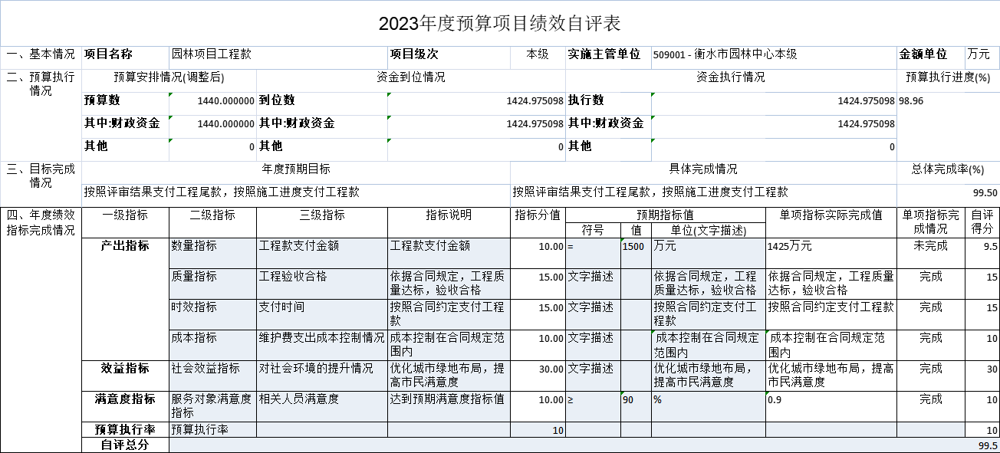 2023年度预算项目绩效自评表
一、基本情况 项目名称 园林项目工程款 项目级次 本级 实施主管单位 509001 - 衡水市园林中心本级 金额单位 万元
二、预算执行情况 预算安排情况(调整后) 资金到位情况 资金执行情况 预算执行进度(%)
预算数 1440.000000 到位数 1424.975098 执行数 1424.975098 98.96
其中:财政资金 1440.000000 其中:财政资金 1424.975098 其中:财政资金 1424.975098
其他 0 其他 0 其他 0
三、目标完成情况 年度预期目标 具体完成情况 总体完成率(%)
按照评审结果支付工程尾款，按照施工进度支付工程款 按照评审结果支付工程尾款，按照施工进度支付工程款 99.50
四、年度绩效指标完成情况 一级指标 二级指标 三级指标 指标说明 指标分值 预期指标值 单项指标实际完成值 单项指标完成情况 自评得分
符号 值 单位(文字描述)
产出指标 数量指标 工程款支付金额 工程款支付金额 10.00 = 1500 万元 1425万元 未完成 9.5
质量指标 工程验收合格 依据合同规定，工程质量达标，验收合格 15.00 文字描述 依据合同规定，工程质量达标，验收合格 依据合同规定，工程质量达标，验收合格 完成 15
时效指标 支付时间 按照合同约定支付工程款 15.00 文字描述 按照合同约定支付工程款 按照合同约定支付工程款 完成 15
成本指标 维护费支出成本控制情况 成本控制在合同规定范围内 10.00 文字描述 成本控制在合同规定范围内 成本控制在合同规定范围内 完成 10
效益指标 社会效益指标 对社会环境的提升情况 优化城市绿地布局，提高市民满意度 30.00 文字描述 优化城市绿地布局，提高市民满意度 优化城市绿地布局，提高市民满意度 完成 30
满意度指标 服务对象满意度指标 相关人员满意度 达到预期满意度指标值 10.00 ≥ 90 % 0.9 完成 10
预算执行率 预算执行率 10 10
自评总分 99.5